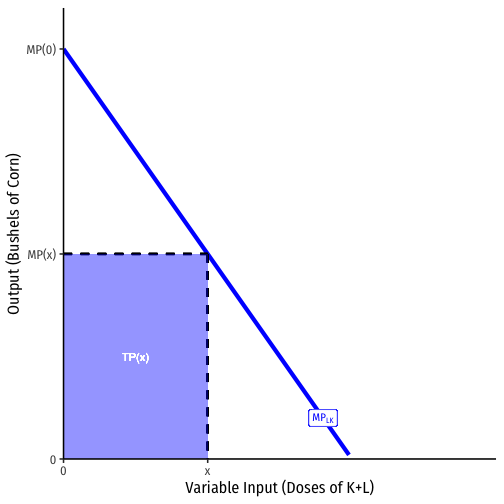 MP(0)
Output (Bushels of Corn)
MP(x)
TP(x)
MP_LK
0
0
x
Variable Input (Doses of K+L)